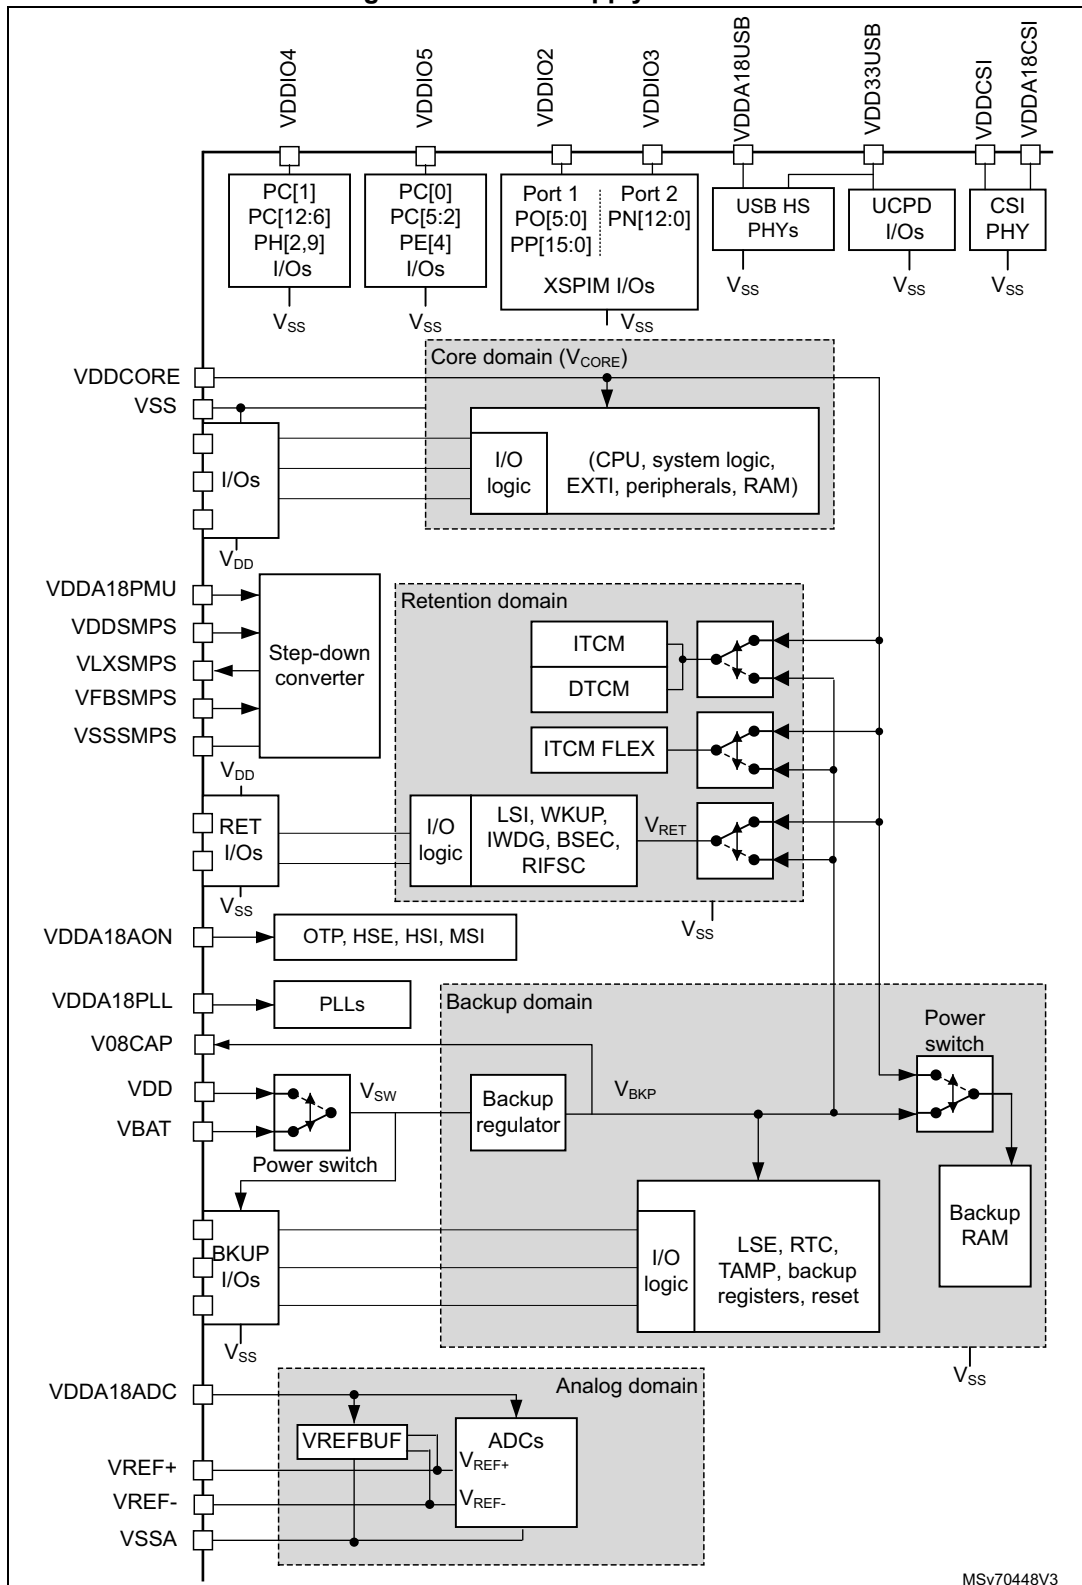 VDDIO4
VDDIO5
VDDIO2
VDDIO3
VDDA18USB
VDD33USB
VDDCSI
VDDA18CSI
PC[1]
PC[12:6]
PH[2,9]
I/Os
PC[0]
PC[5:2]
PE[4]
I/Os
Port 1
PO[5:0]
PP[15:0]
Port 2
PN[12:0]
XSPIM I/Os
USB HS
PHYs
UCPD
I/Os
CSI
PHY
VSS
VSS
VSS
VSS
VSS
VSS
VDDCORE
VSS
Core domain (VCORE)
I/Os
I/O
logic
(CPU, system logic,
EXTI, peripherals, RAM)
VDD
VDDA18PMU
VDDSMPS
VLXSMPS
VFBSMPS
VSSSMPS
Step-down
converter
Retention domain
ITCM
DTCM
ITCM FLEX
VDD
RET
I/Os
I/O
logic
LSI, WKUP,
IWDG, BSEC,
RIFSC
VRET
VSS
VSS
VDDA18AON
OTP, HSE, HSI, MSI
VDDA18PLL
PLLs
V08CAP
VDD
VBAT
VSW
Power switch
Backup domain
Backup
regulator
VBKP
Power
switch
Backup
RAM
BKUP
I/Os
I/O
logic
LSE, RTC,
TAMP, backup
registers, reset
VSS
VSS
VDDA18ADC
Analog domain
VREFBUF
ADCs
VREF+
VREF+
VREF-
VREF-
VSSA
MSv70448V3